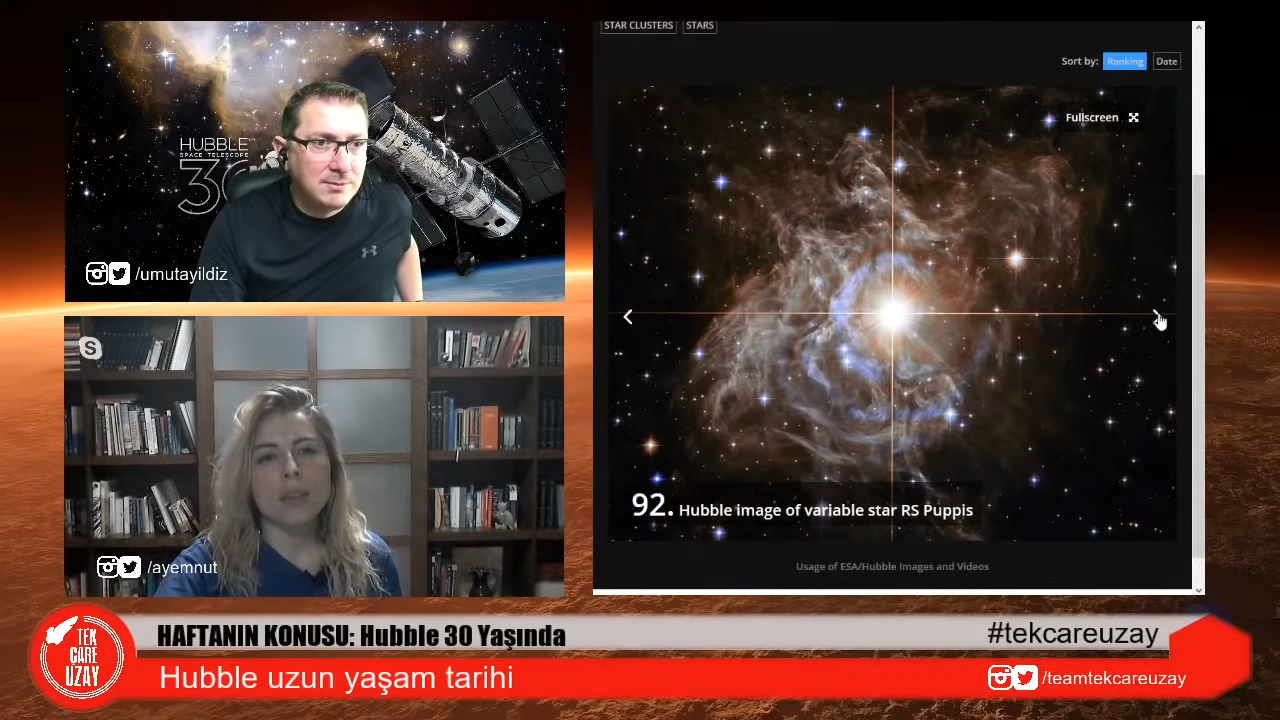 HUBBLE
SPACE TELESCOPE
30
/umutayildiz
S
/ayemnut
STAR CLUSTERS
STARS
Sort by:
Ranking
Date
Fullscreen
92. Hubble image of variable star RS Puppis
Usage of ESA/Hubble Images and Videos
HAFTANIN KONUSU: Hubble 30 Yaşında
#tekcareuzay
TEK
ÇARE
UZAY
Hubble uzun yaşam tarihi
/teamtekcareuzay